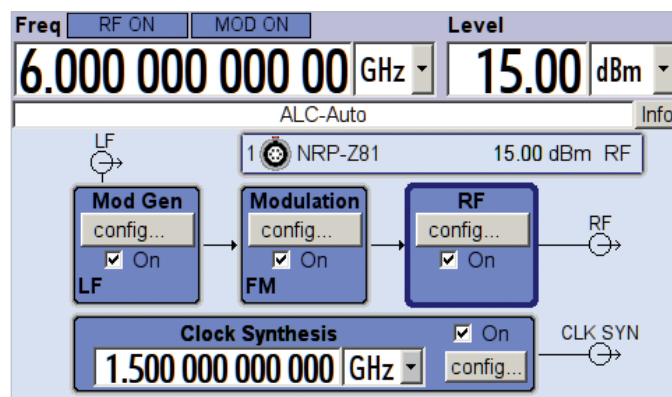 Freq RF ON MOD ON Level
6.000 000 000 00 GHz 15.00 dBm
ALC-Auto Info
LF
1 NRP-Z81 15.00 dBm RF
Mod Gen Modulation RF
config... config... config... RF
On On On
LF FM
Clock Synthesis On CLK SYN
1.500 000 000 000 GHz config...